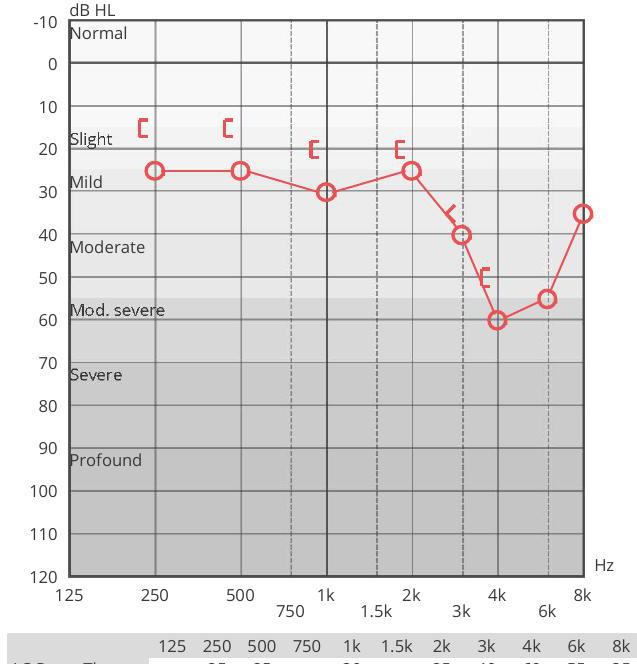 dB HL
-10
Normal
0
10
Slight
20
Mild
30
40
Moderate
50
Mod. severe
60
70
Severe
80
90
Profound
100
110
120
Hz
125 250 500 1k 2k 4k 8k
750 1.5k 3k 6k
125 250 500 750 1k 1.5k 2k 3k 4k 6k 8k